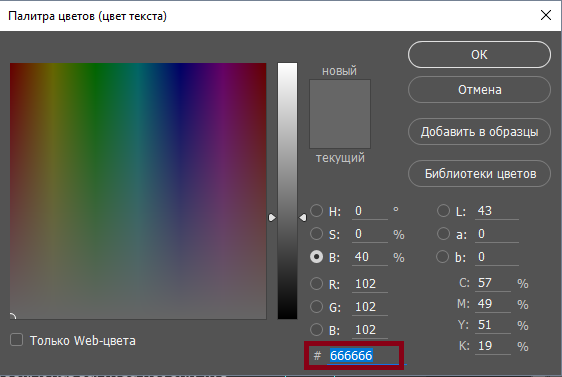 Палитра цветов (цвет текста)
новый
текущий
ОК
Отмена
Добавить в образцы
Библиотеки цветов
H: 0 °
S: 0 %
B: 40 %
R: 102
G: 102
B: 102
# 666666
L: 43
a: 0
b: 0
C: 57 %
M: 49 %
Y: 51 %
K: 19 %
Только Web-цвета